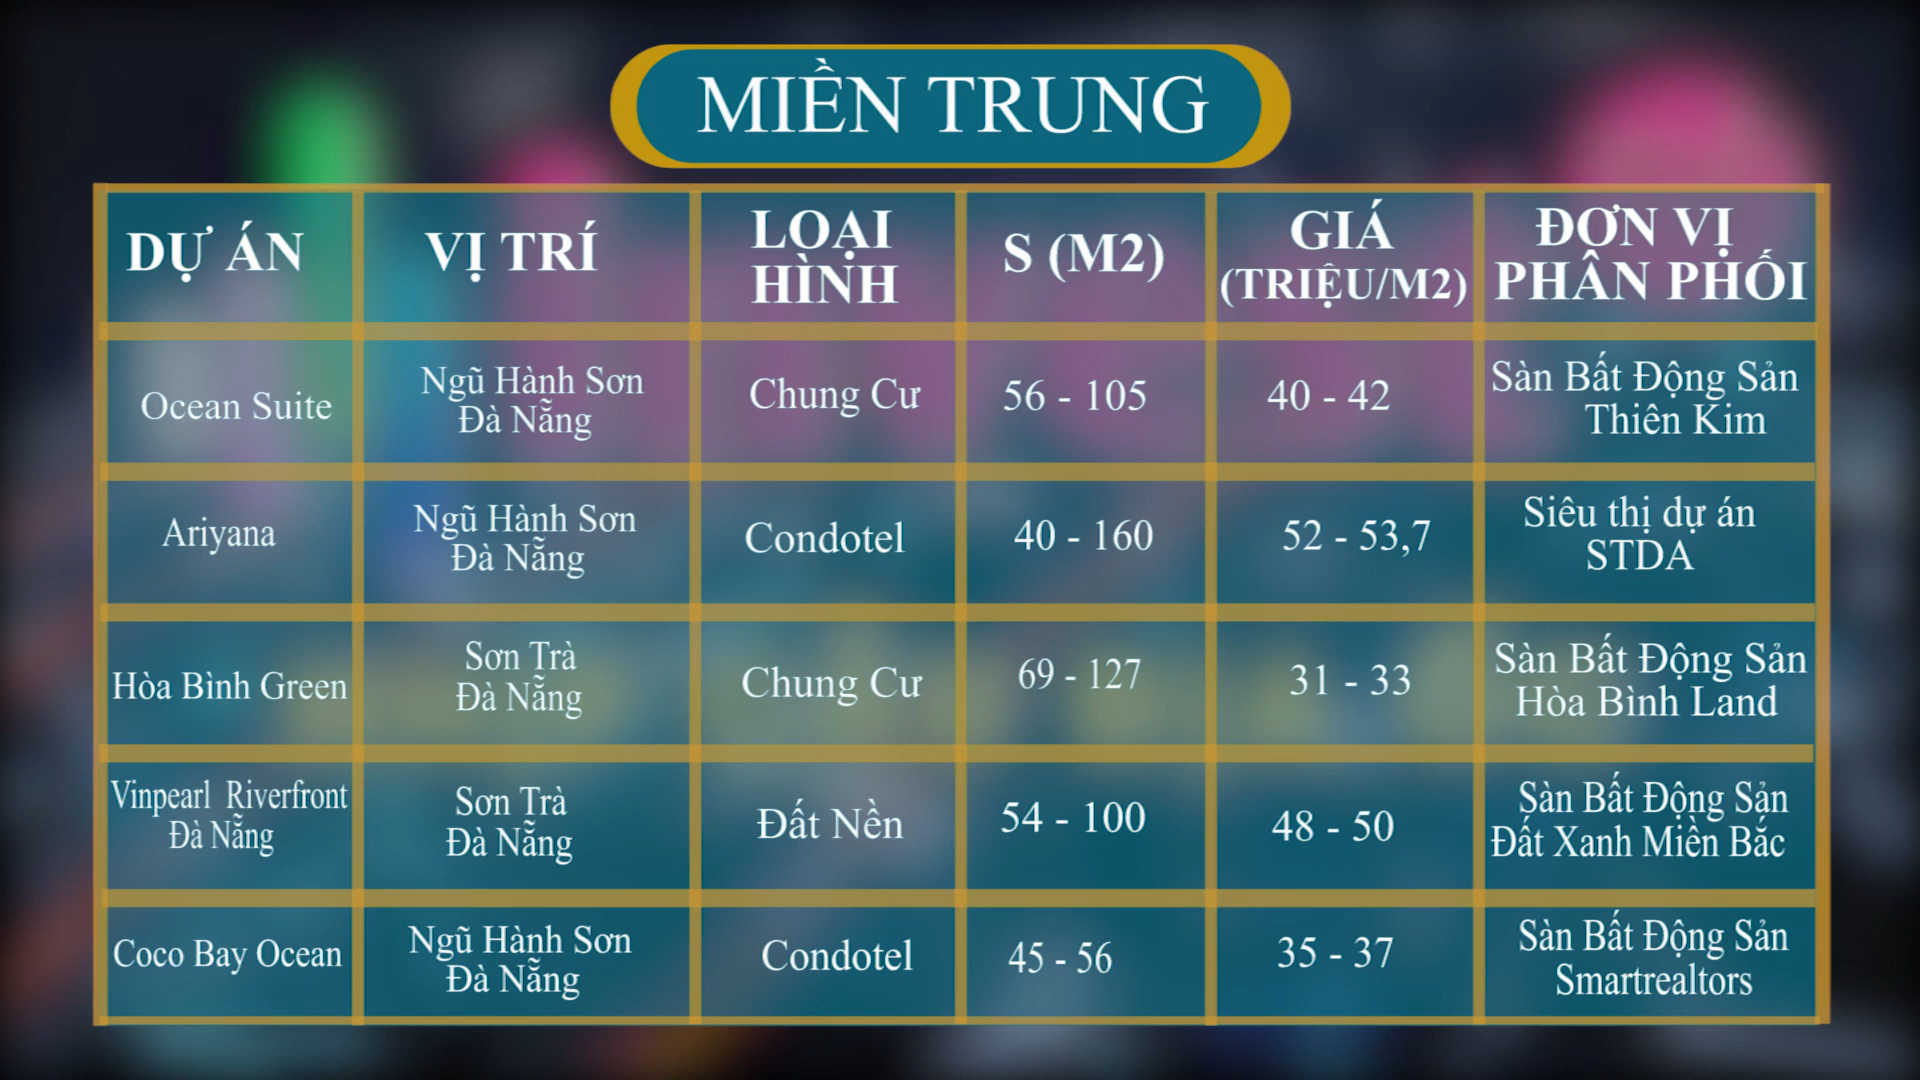 MIỀN TRUNG
DỰ ÁN
VỊ TRÍ
LOẠI
HÌNH
S (M2)
GIÁ
(TRIỆU/M2)
ĐƠN VỊ
PHÂN PHỐI
Ocean Suite
Ngũ Hành Sơn
Đà Nẵng
Chung Cư
56 - 105
40 - 42
Sàn Bất Động Sản
Thiên Kim
Ariyana
Ngũ Hành Sơn
Đà Nẵng
Condotel
40 - 160
52 - 53,7
Siêu thị dự án
STDA
Hòa Bình Green
Sơn Trà
Đà Nẵng
Chung Cư
69 - 127
31 - 33
Sàn Bất Động Sản
Hòa Bình Land
Vinpearl Riverfront
Đà Nẵng
Sơn Trà
Đà Nẵng
Đất Nền
54 - 100
48 - 50
Sàn Bất Động Sản
Đất Xanh Miền Bắc
Coco Bay Ocean
Ngũ Hành Sơn
Đà Nẵng
Condotel
45 - 56
35 - 37
Sàn Bất Động Sản
Smartrealtors